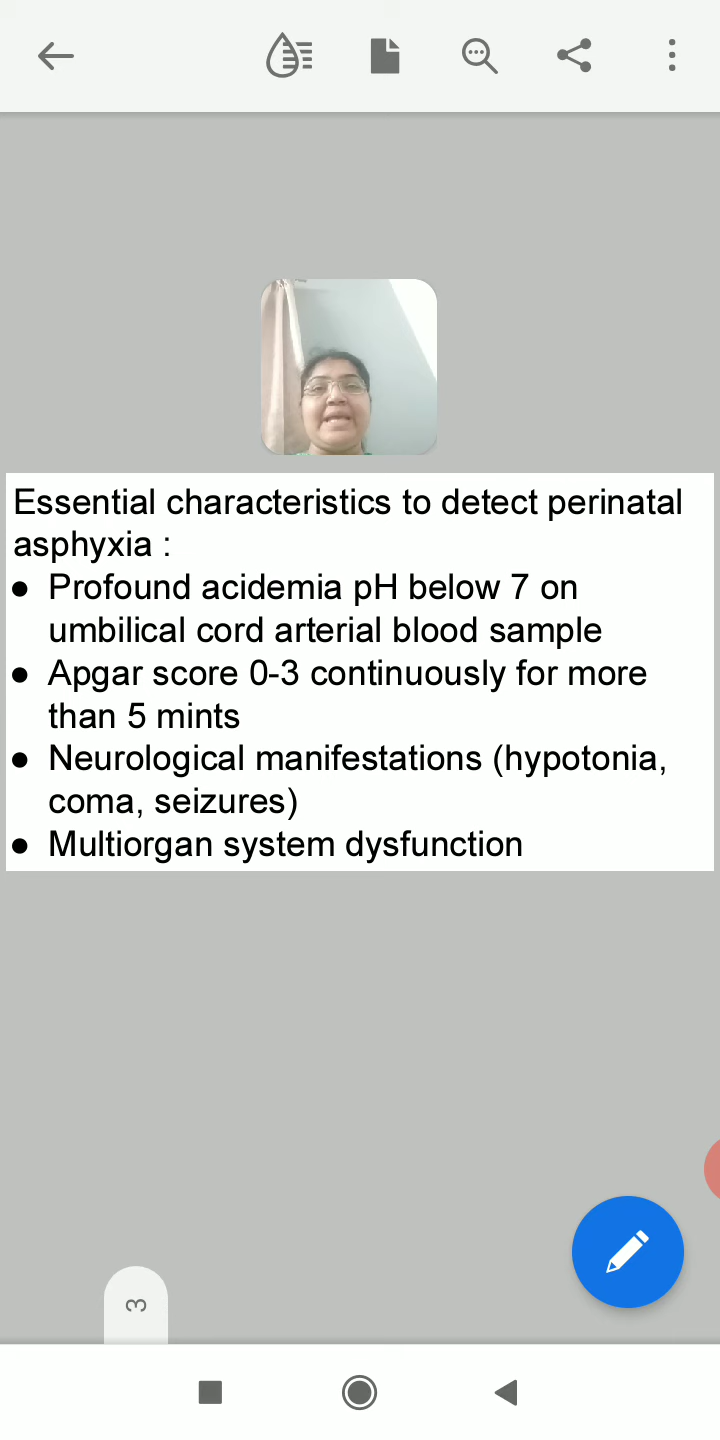 Essential characteristics to detect perinatal
asphyxia :
● Profound acidemia pH below 7 on
umbilical cord arterial blood sample
● Apgar score 0-3 continuously for more
than 5 mints
● Neurological manifestations (hypotonia,
coma, seizures)
● Multiorgan system dysfunction
3